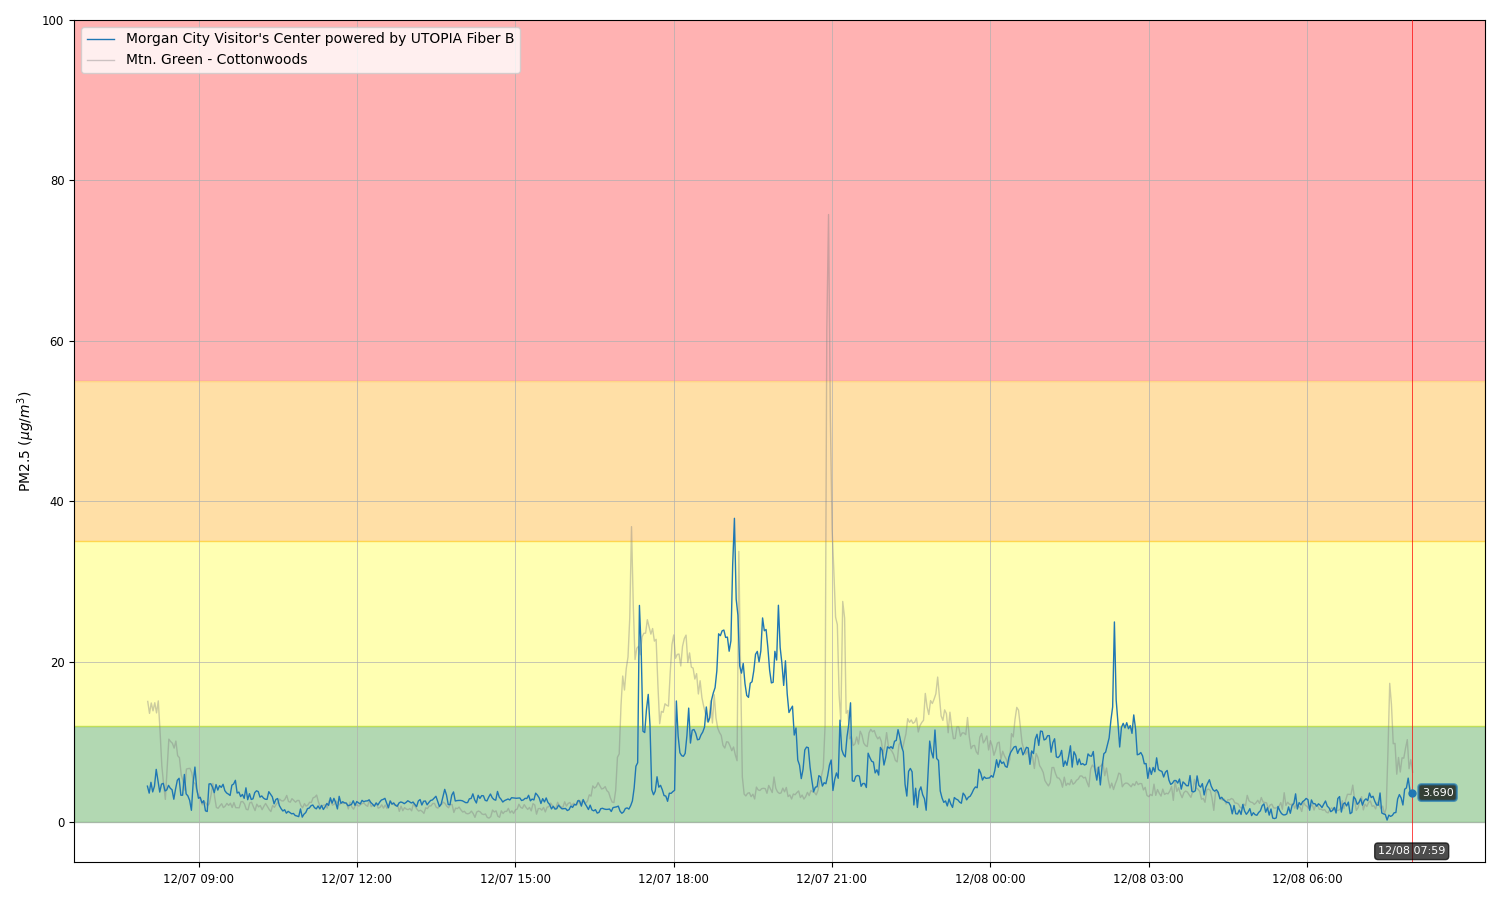 100
Morgan City Visitor's Center powered by UTOPIA Fiber B
Mtn. Green - Cottonwoods
80
60
PM2.5 (μg/m³)
40
20
0
3.690
12/08 07:59
12/07 09:00 12/07 12:00 12/07 15:00 12/07 18:00 12/07 21:00 12/08 00:00 12/08 03:00 12/08 06:00